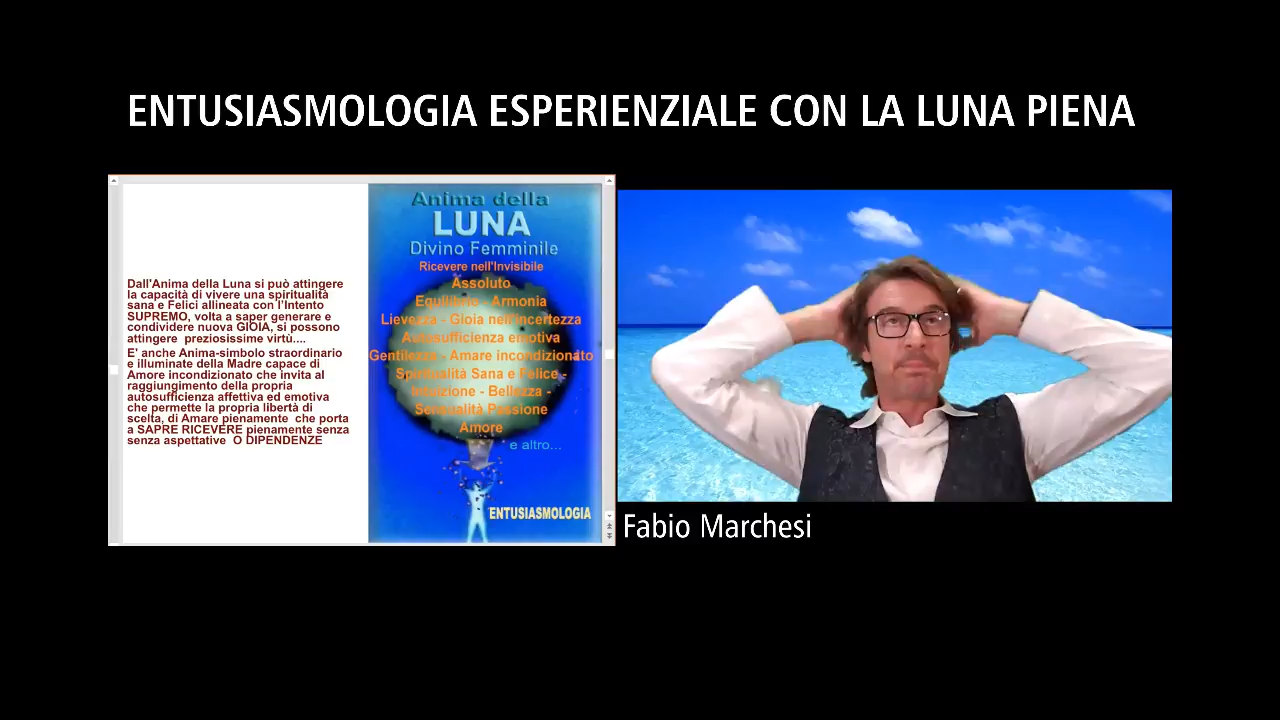 ENTUSIASMOLOGIA ESPERIENZIALE CON LA LUNA PIENA
Dall'Anima della Luna si può attingere
la capacità di vivere una spiritualità
sana e Felici allineata con l'Intento
SUPREMO, volta a saper generare e
condividere nuova GIOIA, si possono
attingere preziosissime virtù....
E' anche Anima-simbolo straordinario
e illuminate della Madre capace di
Amore incondizionato che invita al
raggiungimento della propria
autosufficienza affettiva ed emotiva
che permette la propria libertà di
scelta, di Amare pienamente che porta
a SAPRE RICEVERE pienamente senza
senza aspettative O DIPENDENZE
Anima della
LUNA
Divino Femminile
Ricevere nell'Invisibile
Assoluto
Equilibrio - Armonia
Lievezza - Gioia nell'incertezza
Autosufficienza emotiva
Gentilezza - Amare incondizionato
Spiritualità Sana e Felice -
Intuizione - Bellezza -
Sensualità Passione
Amore
e altro...
ENTUSIASMOLOGIA
Fabio Marchesi